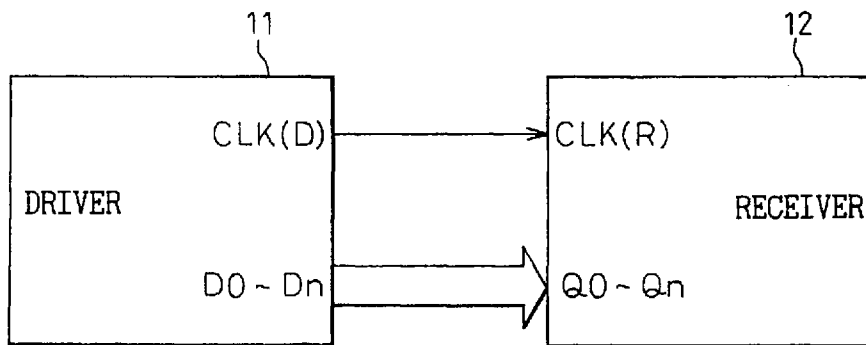 11
12
CLK(D)
CLK(R)
DRIVER
RECEIVER
D0~Dn
Q0~Qn